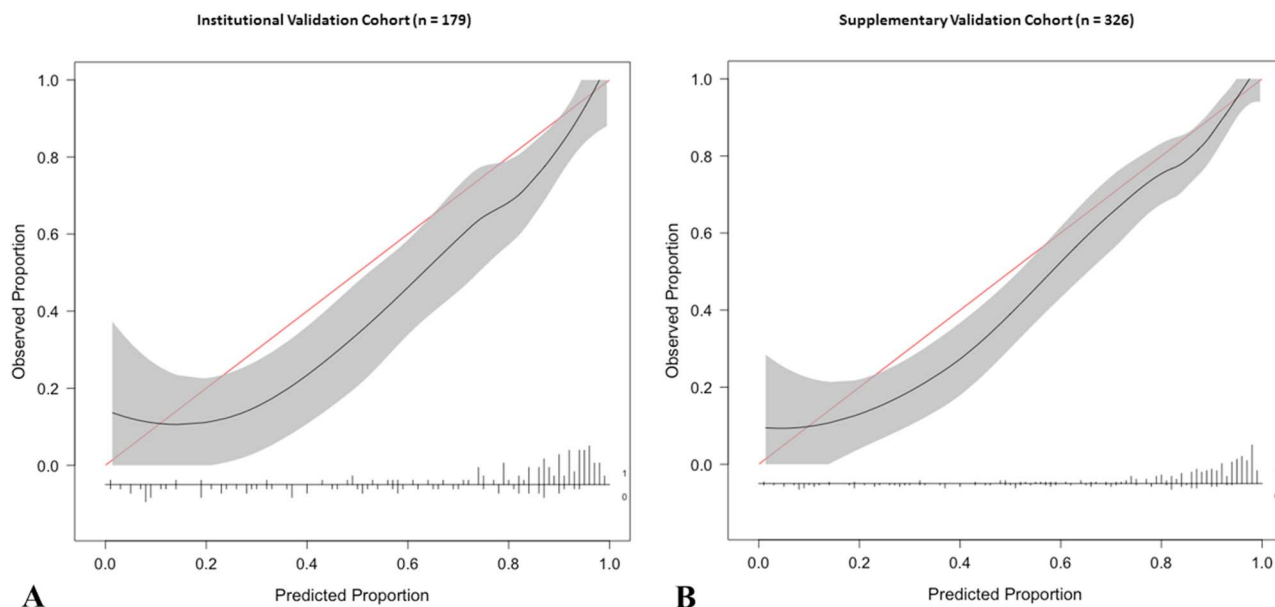 Institutional Validation Cohort (n = 179)
1.0
0.8
0.6
0.4
0.2
0.0
Observed Proportion
1
0
0.0 0.2 0.4 0.6 0.8 1.0
Predicted Proportion
A
Supplementary Validation Cohort (n = 326)
1.0
0.8
0.6
0.4
0.2
0.0
Observed Proportion
0.0 0.2 0.4 0.6 0.8 1.0
Predicted Proportion
B